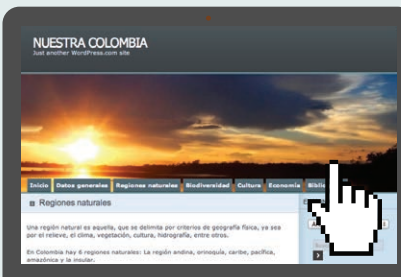 NUESTRA COLOMBIA
Just another WordPress.com site
Inicio Datos generales Regiones naturales Biodiversidad Cultura Economía
Regiones naturales
Una región natural es aquella, que se delimita por criterios de geografía física, ya sea
por el relieve, el clima, vegetación, cultura, hidrografía, entre otros.
En Colombia hay 6 regiones naturales: La región andina, orinoquía, caribe, pacífica,
amazónica y la insular.